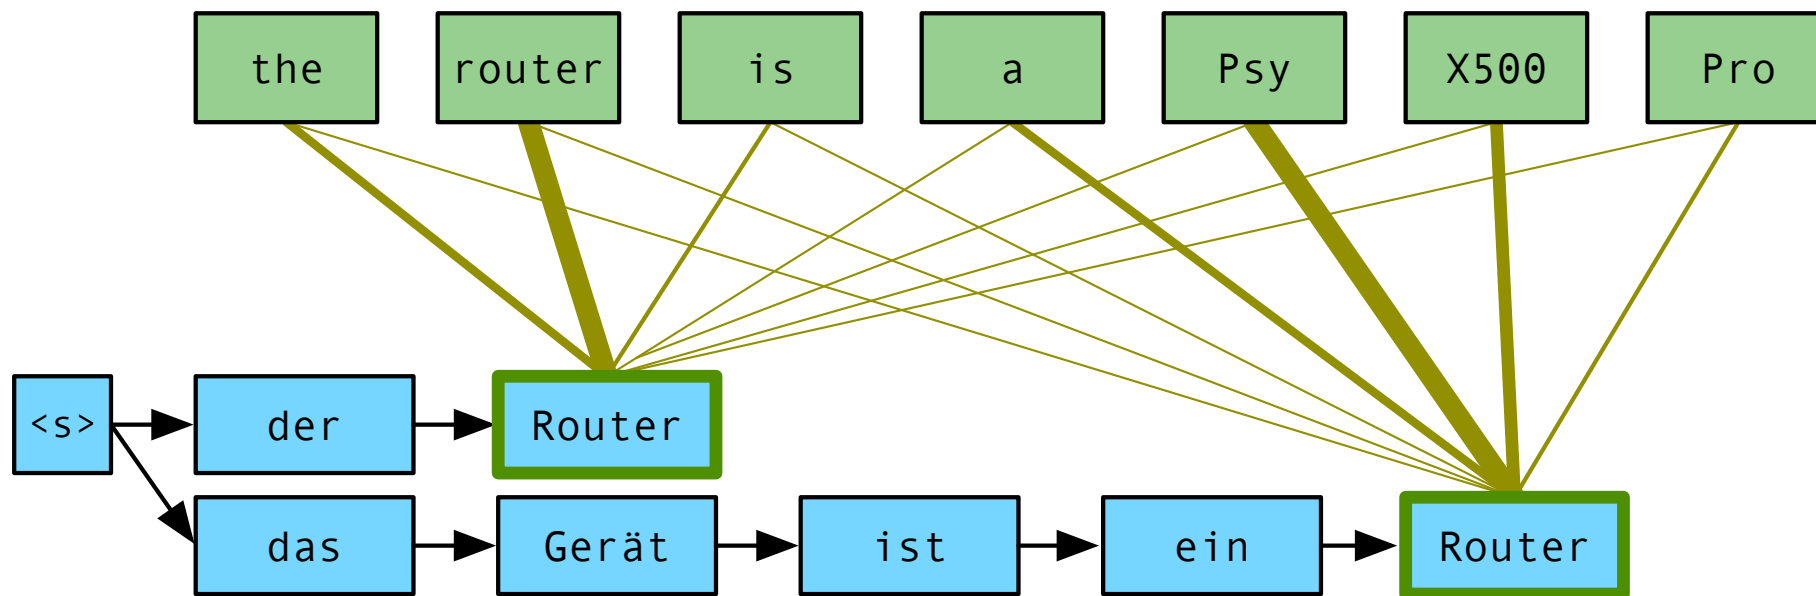 the router is a Psy X500 Pro
<s> der Router
das Gerät ist ein Router